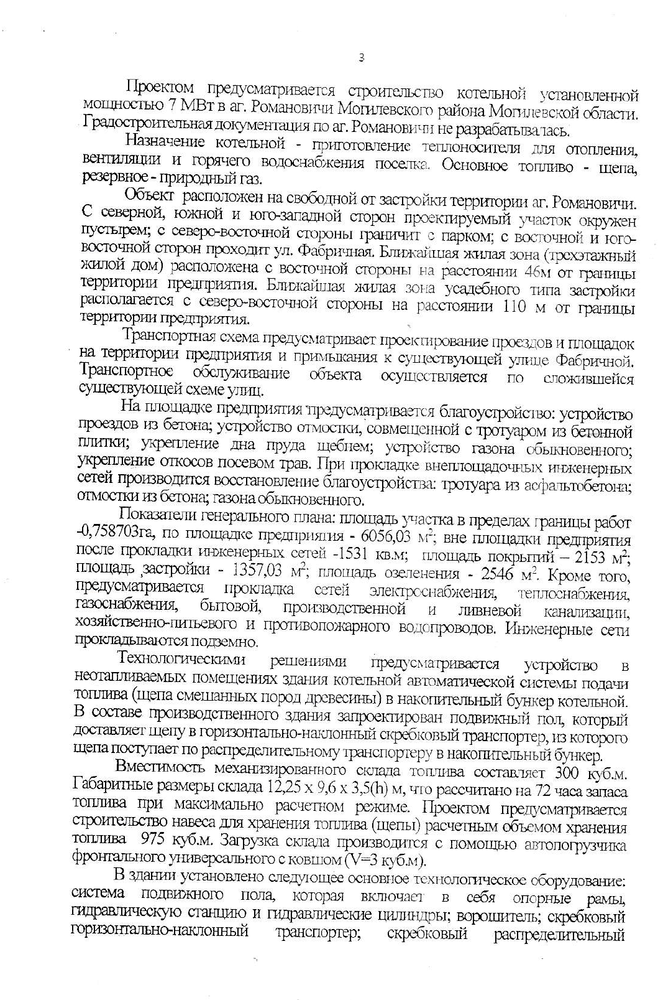 3
Проектом предусматривается строительство котельной установленной
мощностью 7 МВт в аг. Романовичи Могилевского района Могилевской области.
Градостроительная документация по аг. Романовичи не разрабатывалась.
Назначение котельной - приготовление теплоносителя для отопления,
вентиляции и горячего водоснабжения поселка. Основное топливо - щепа,
резервное - природный газ.
Объект расположен на свободной от застройки территории аг. Романовичи.
С северной, южной и юго-западной сторон проектируемый участок окружен
пустырем; с северо-восточной стороны граничит с парком; с восточной и юго-
восточной сторон проходит ул. Фабричная. Ближайшая жилая зона (трехэтажный
жилой дом) расположена с восточной стороны на расстоянии 46м от границы
территории предприятия. Ближайшая жилая зона усадебного типа застройки
располагается с северо-восточной стороны на расстоянии 110 м от границы
территории предприятия.
Транспортная схема предусматривает проектирование проездов и площадок
на территории предприятия и примыкания к существующей улице Фабричной.
Транспортное обслуживание объекта осуществляется по сложившейся
существующей схеме улиц.
На площадке предприятия предусматривается благоустройство: устройство
проездов из бетона; устройство отмостки, совмещенной с тротуаром из бетонной
плитки; укрепление дна пруда щебнем; устройство газона обыкновенного;
укрепление откосов посевом трав. При прокладке внеплощадочных инженерных
сетей производится восстановление благоустройства: тротуара из асфальтобетона;
отмостки из бетона; газона обыкновенного.
Показатели генерального плана: площадь участка в пределах границы работ
-0,758703га, по площадке предприятия - 6056,03 м²; вне площадки предприятия
после прокладки инженерных сетей -1531 кв.м; площадь покрытий – 2153 м²;
площадь застройки - 1357,03 м²; площадь озеленения - 2546 м². Кроме того,
предусматривается прокладка сетей электроснабжения, теплоснабжения,
газоснабжения, бытовой, производственной и ливневой канализации,
хозяйственно-питьевого и противопожарного водопроводов. Инженерные сети
прокладываются подземно.
Технологическими решениями предусматривается устройство в
неотапливаемых помещениях здания котельной автоматической системы подачи
топлива (щепа смешанных пород древесины) в накопительный бункер котельной.
В составе производственного здания запроектирован подвижный пол, который
доставляет щепу в горизонтально-наклонный скребковый транспортер, из которого
щепа поступает по распределительному транспортеру в накопительный бункер.
Вместимость механизированного склада топлива составляет 300 куб.м.
Габаритные размеры склада 12,25 х 9,6 х 3,5(h) м, что рассчитано на 72 часа запаса
топлива при максимально расчетном режиме. Проектом предусматривается
строительство навеса для хранения топлива (щепы) расчетным объемом хранения
топлива 975 куб.м. Загрузка склада производится с помощью автопогрузчика
фронтального универсального с ковшом (V=3 куб.м).
В здании установлено следующее основное технологическое оборудование:
система подвижного пола, которая включает в себя опорные рамы,
гидравлическую станцию и гидравлические цилиндры; ворошитель; скребковый
горизонтально-наклонный транспортер; скребковый распределительный